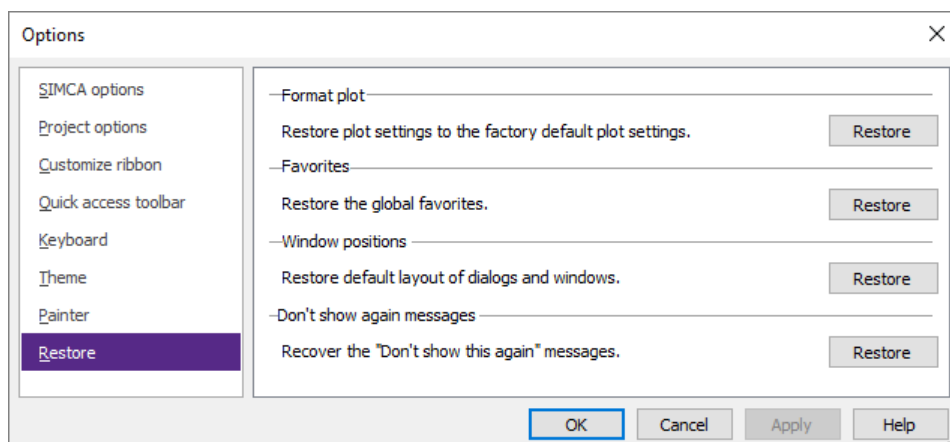 Options
SIMCA options
Project options
Customize ribbon
Quick access toolbar
Keyboard
Theme
Painter
Restore
Format plot
Restore plot settings to the factory default plot settings.
Restore
Favorites
Restore the global favorites.
Restore
Window positions
Restore default layout of dialogs and windows.
Restore
Don't show again messages
Recover the "Don't show this again" messages.
Restore
OK
Cancel
Apply
Help